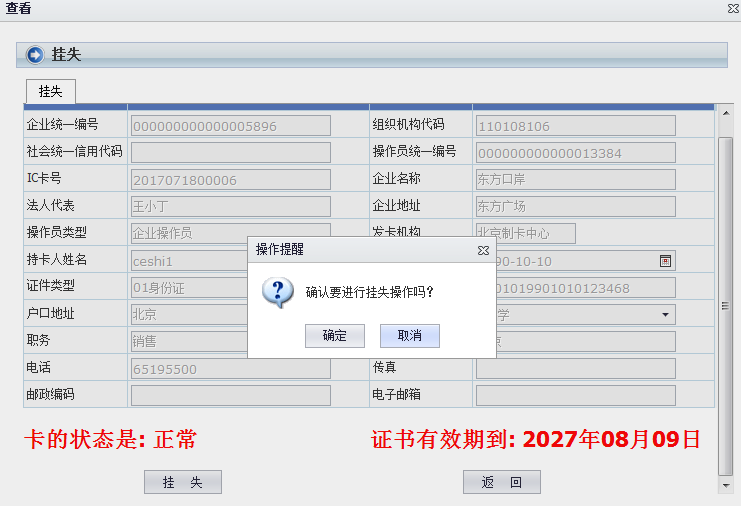 查看
挂失
挂失
企业统一编号 000000000000005896 组织机构代码 110108106
社会统一信用代码 操作员统一编号 000000000000013384
IC卡号 2017071800006 企业名称 东方口岸
法人代表 王小丁 企业地址 东方广场
操作员类型 企业操作员 发卡机构 北京制卡中心
操作提醒
持卡人姓名 ceshi1 90-10-10
确认要进行挂失操作吗?
证件类型 01身份证 01019901010123468
户口地址 北京 学
确定 取消
职务 销售 京
电话 65195500 传真
邮政编码 电子邮箱
卡的状态是: 正常 证书有效期到: 2027年08月09日
挂 失 返 回